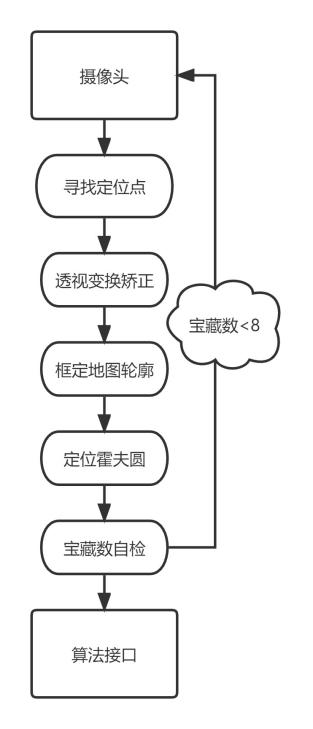 摄像头
寻找定位点
透视变换矫正
宝藏数<8
框定地图轮廓
定位霍夫圆
宝藏数自检
算法接口